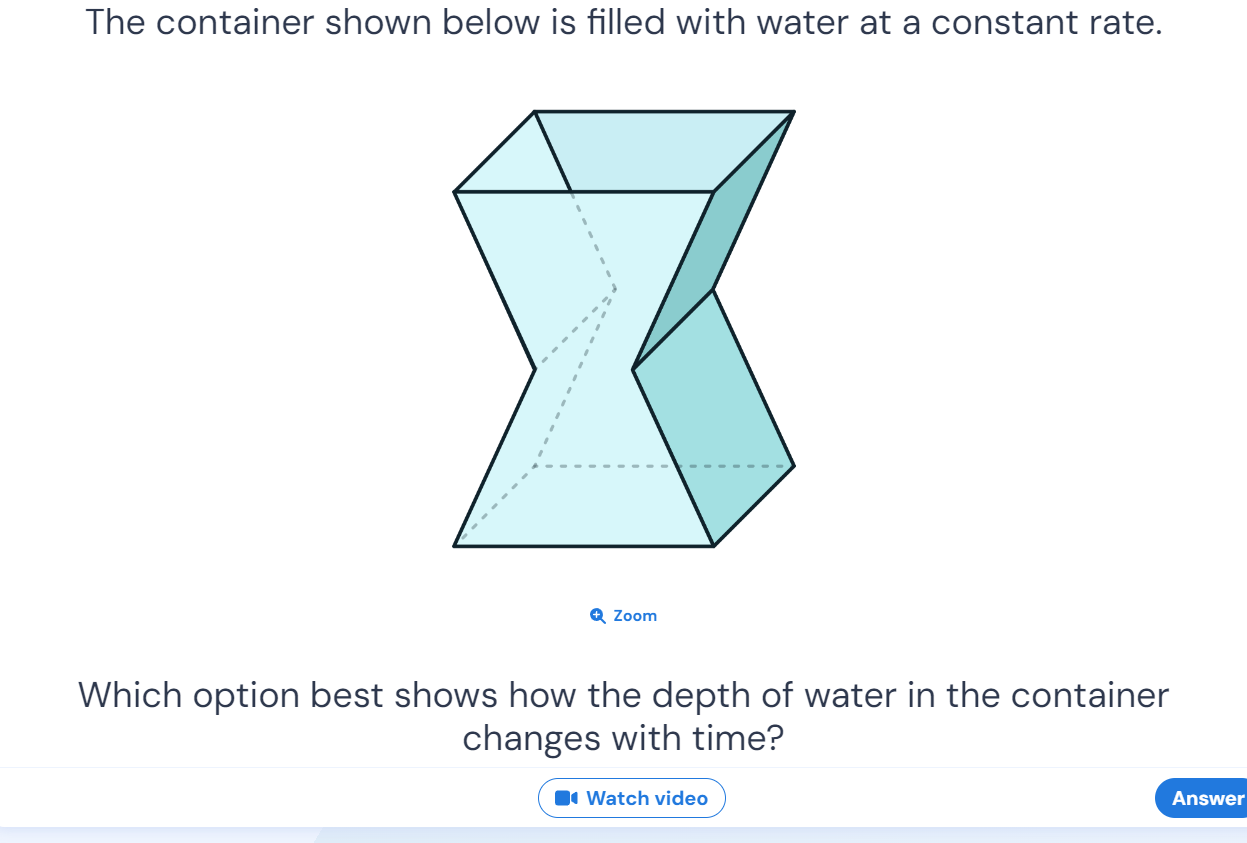 The container shown below is filled with water at a constant rate.
Zoom
Which option best shows how the depth of water in the container
changes with time?
Watch video
Answer